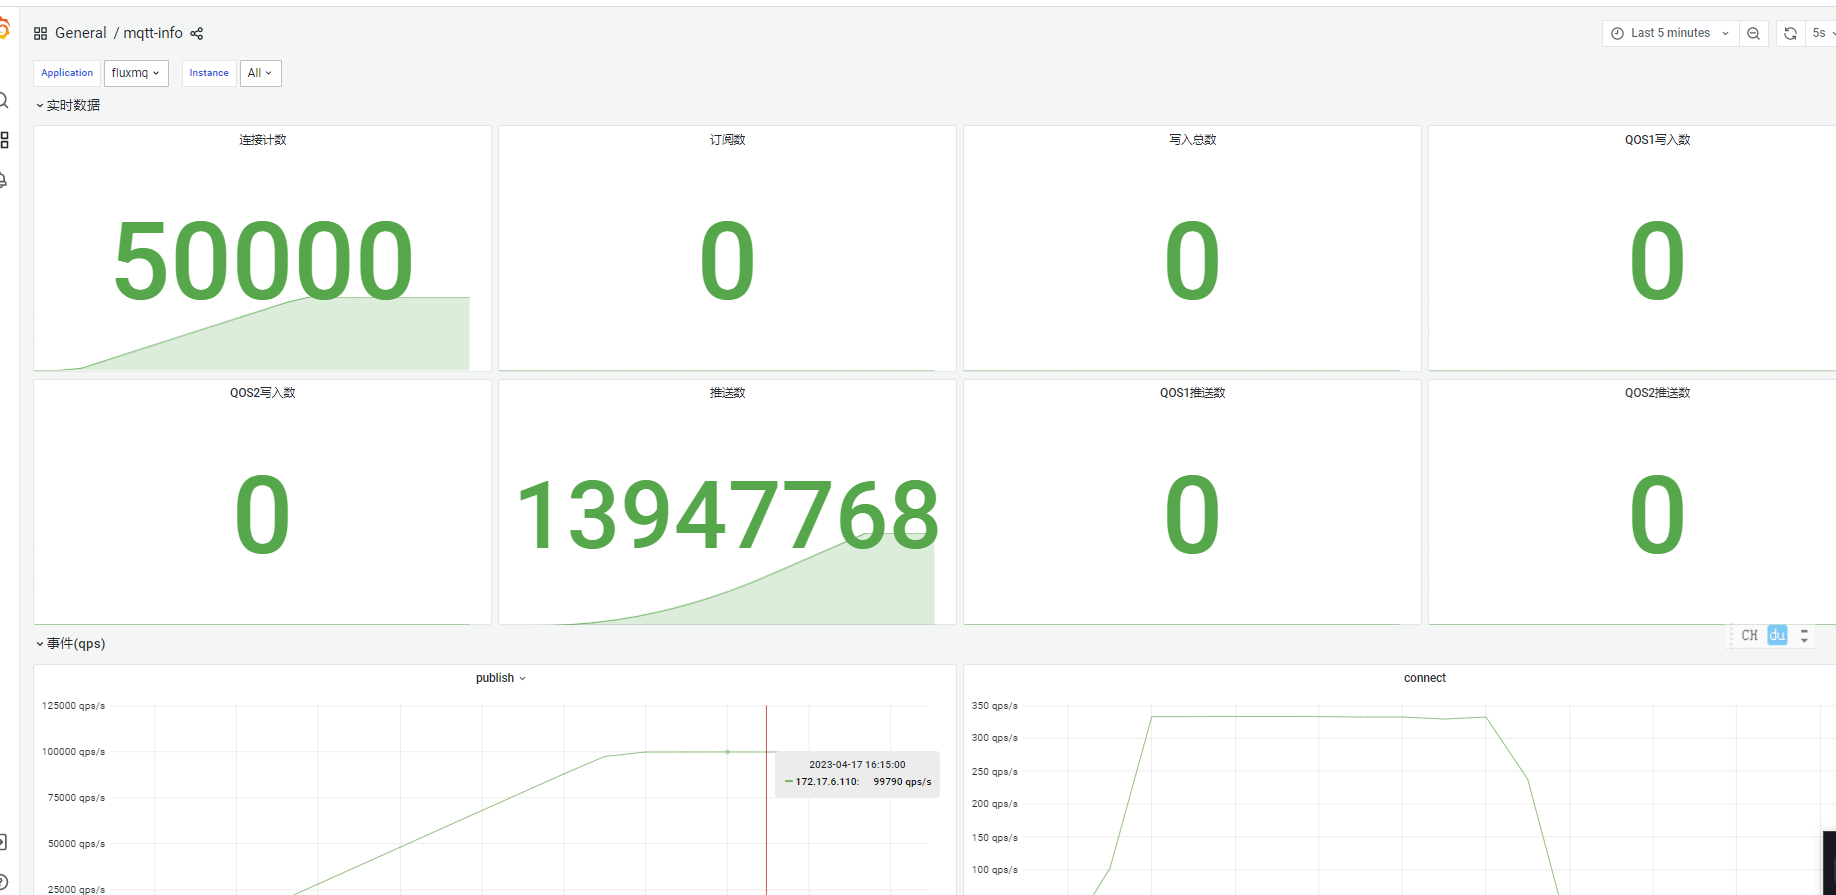 General / mqtt-info
Last 5 minutes
5s
Application fluxmq Instance All
实时数据
连接计数
50000
订阅数
0
写入总数
0
QOS1写入数
0
QOS2写入数
0
推送数
13947768
QOS1推送数
0
QOS2推送数
0
CH du
事件(qps)
publish
125000 qps/s
100000 qps/s
75000 qps/s
50000 qps/s
25000 qps/s
2023-04-17 16:15:00
172.17.6.110: 99790 qps/s
connect
350 qps/s
300 qps/s
250 qps/s
200 qps/s
150 qps/s
100 qps/s